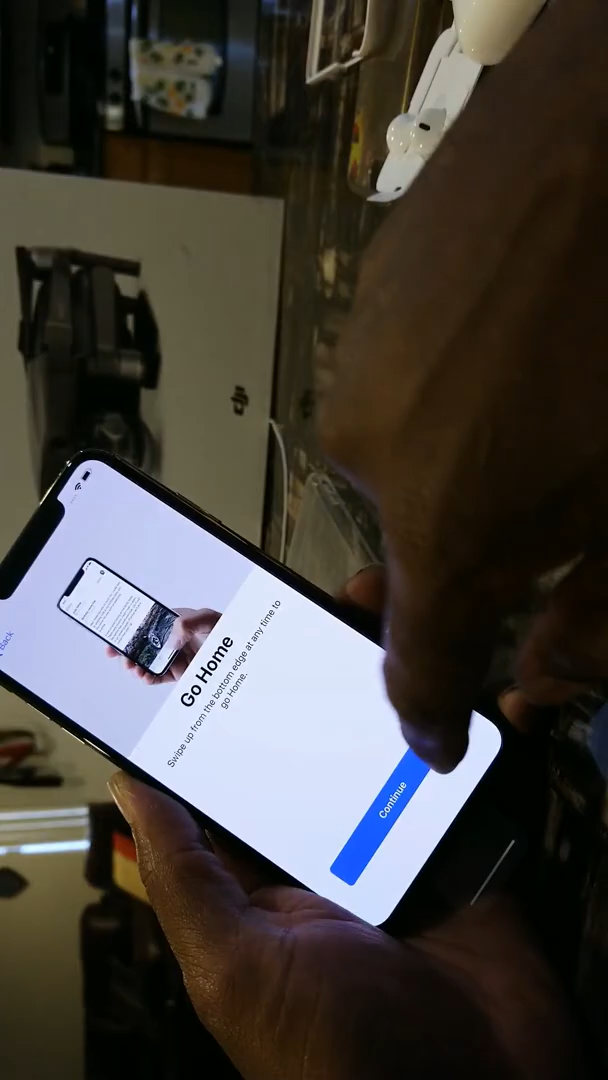 Back
Go Home
Swipe up from the bottom edge at any time to
go Home.
Continue
dji